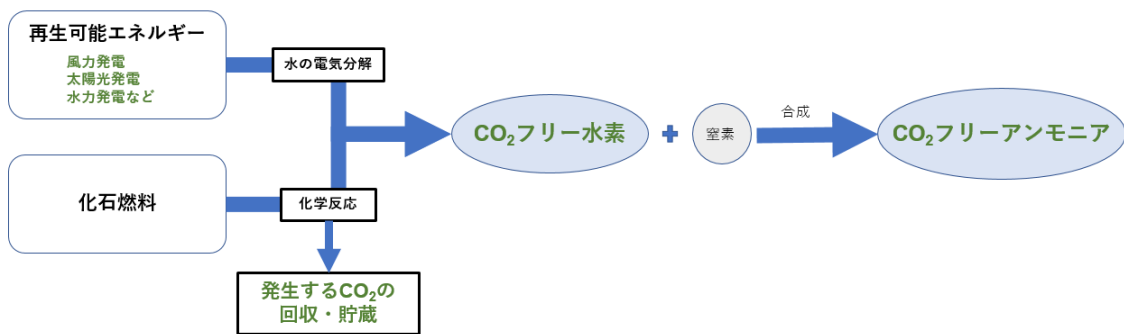 再生可能エネルギー
風力発電
太陽光発電
水力発電など
水の電気分解
CO₂フリー水素
+
窒素
合成
CO₂フリーアンモニア
化石燃料
化学反応
発生するCO₂の
回収・貯蔵